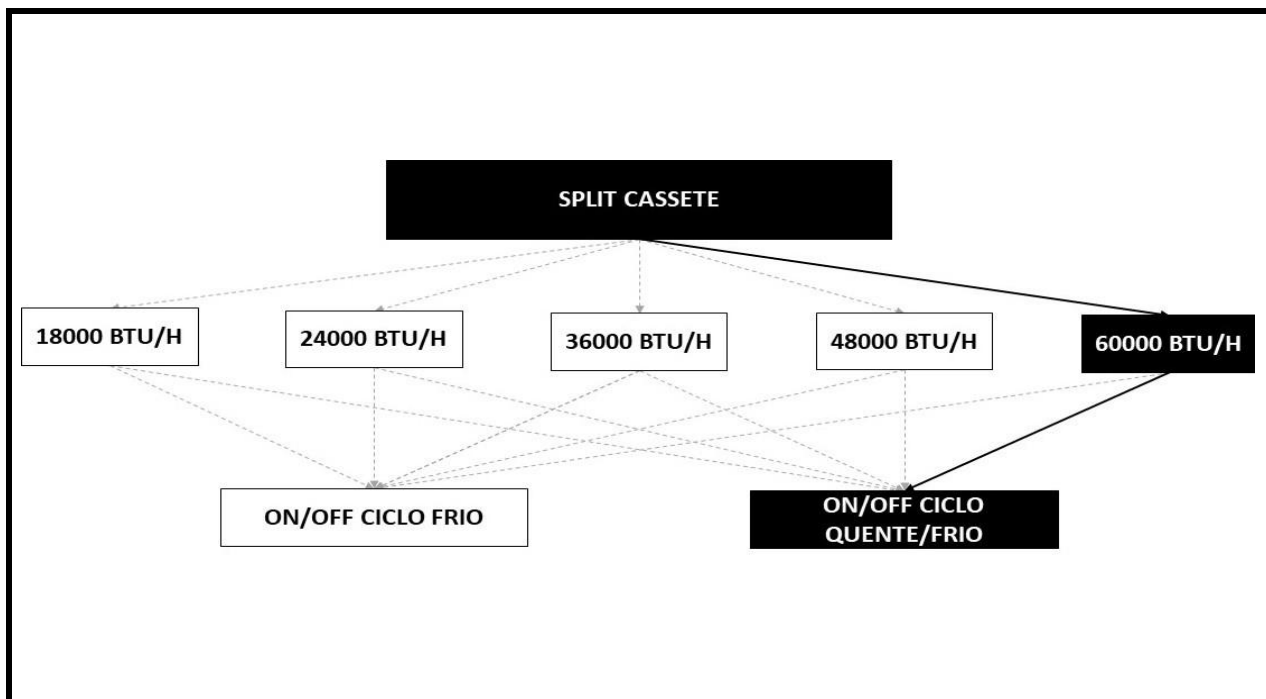 SPLIT CASSETE
18000 BTU/H
24000 BTU/H
36000 BTU/H
48000 BTU/H
60000 BTU/H
ON/OFF CICLO FRIO
ON/OFF CICLO
QUENTE/FRIO